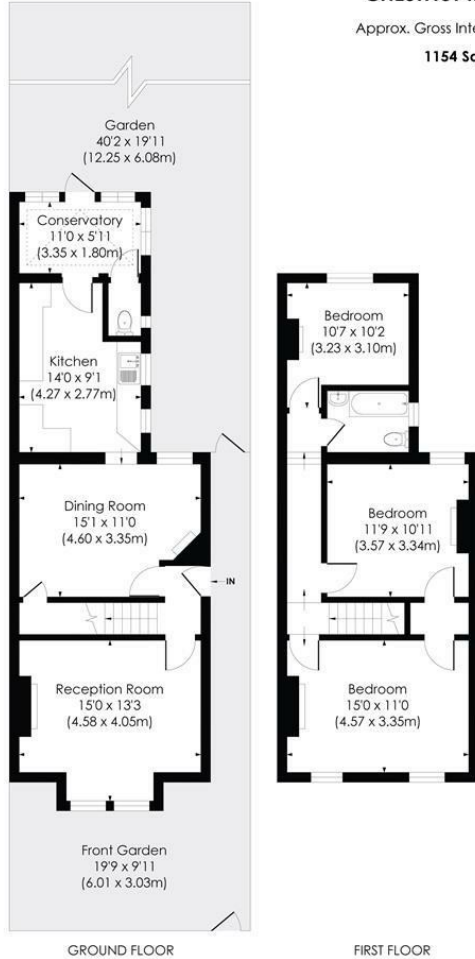 Approx. Gross Inte
1154 Sq
Garden
40'2 x 19'11
(12.25 x 6.08m)
Conservatory
11'0 x 5'11
(3.35 x 1.80m)
Kitchen
14'0 x 9'1
(4.27 x 2.77m)
Dining Room
15'1 x 11'0
(4.60 x 3.35m)
IN
Reception Room
15'0 x 13'3
(4.58 x 4.05m)
Front Garden
19'9 x 9'11
(6.01 x 3.03m)
GROUND FLOOR
Bedroom
10'7 x 10'2
(3.23 x 3.10m)
Bedroom
11'9 x 10'11
(3.57 x 3.34m)
Bedroom
15'0 x 11'0
(4.57 x 3.35m)
FIRST FLOOR